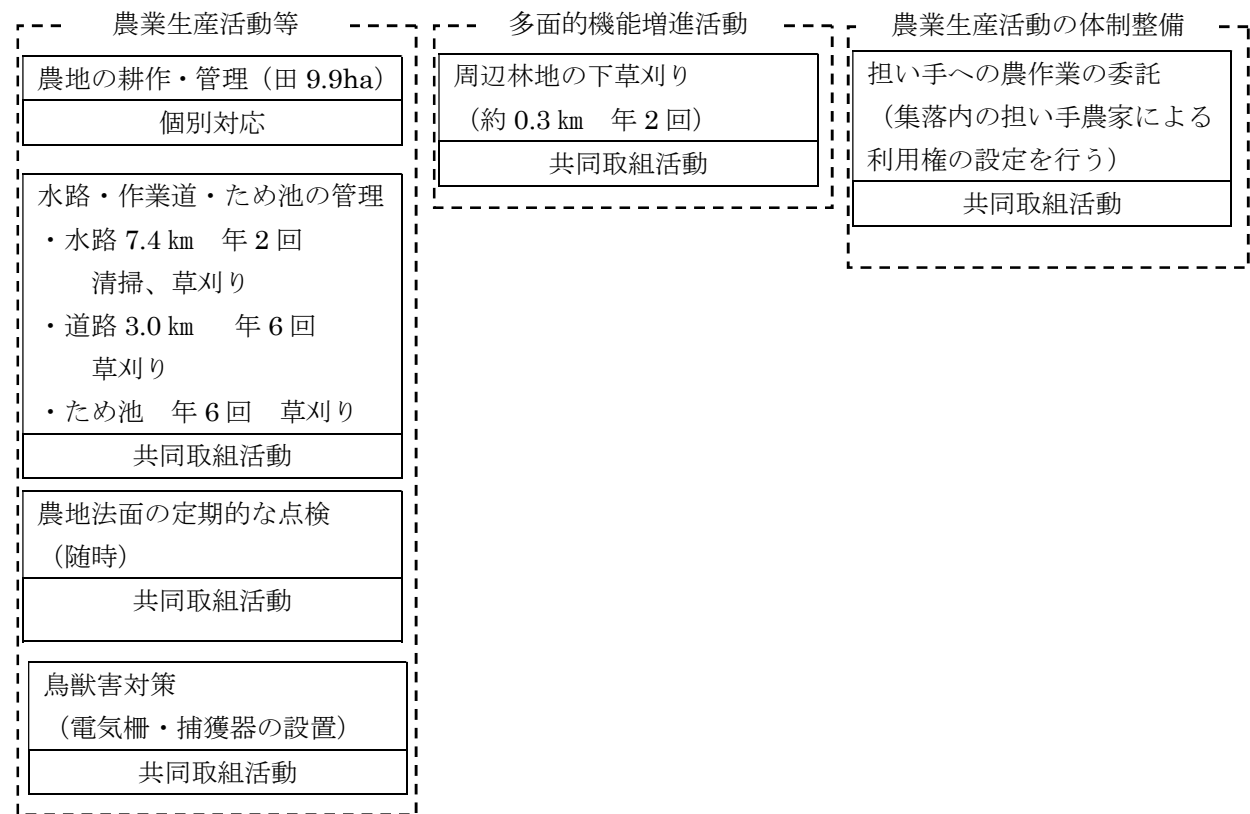 農業生産活動等
農地の耕作・管理（田 9.9ha）
個別対応
水路・作業道・ため池の管理
・水路 7.4 ㎞　年 2 回
清掃、草刈り
・道路 3.0 ㎞　年 6 回
草刈り
・ため池　年 6 回　草刈り
共同取組活動
農地法面の定期的な点検
（随時）
共同取組活動
鳥獣害対策
（電気柵・捕獲器の設置）
共同取組活動
多面的機能増進活動
周辺林地の下草刈り
（約 0.3 ㎞　年 2 回）
共同取組活動
農業生産活動の体制整備
担い手への農作業の委託
（集落内の担い手農家による
利用権の設定を行う）
共同取組活動